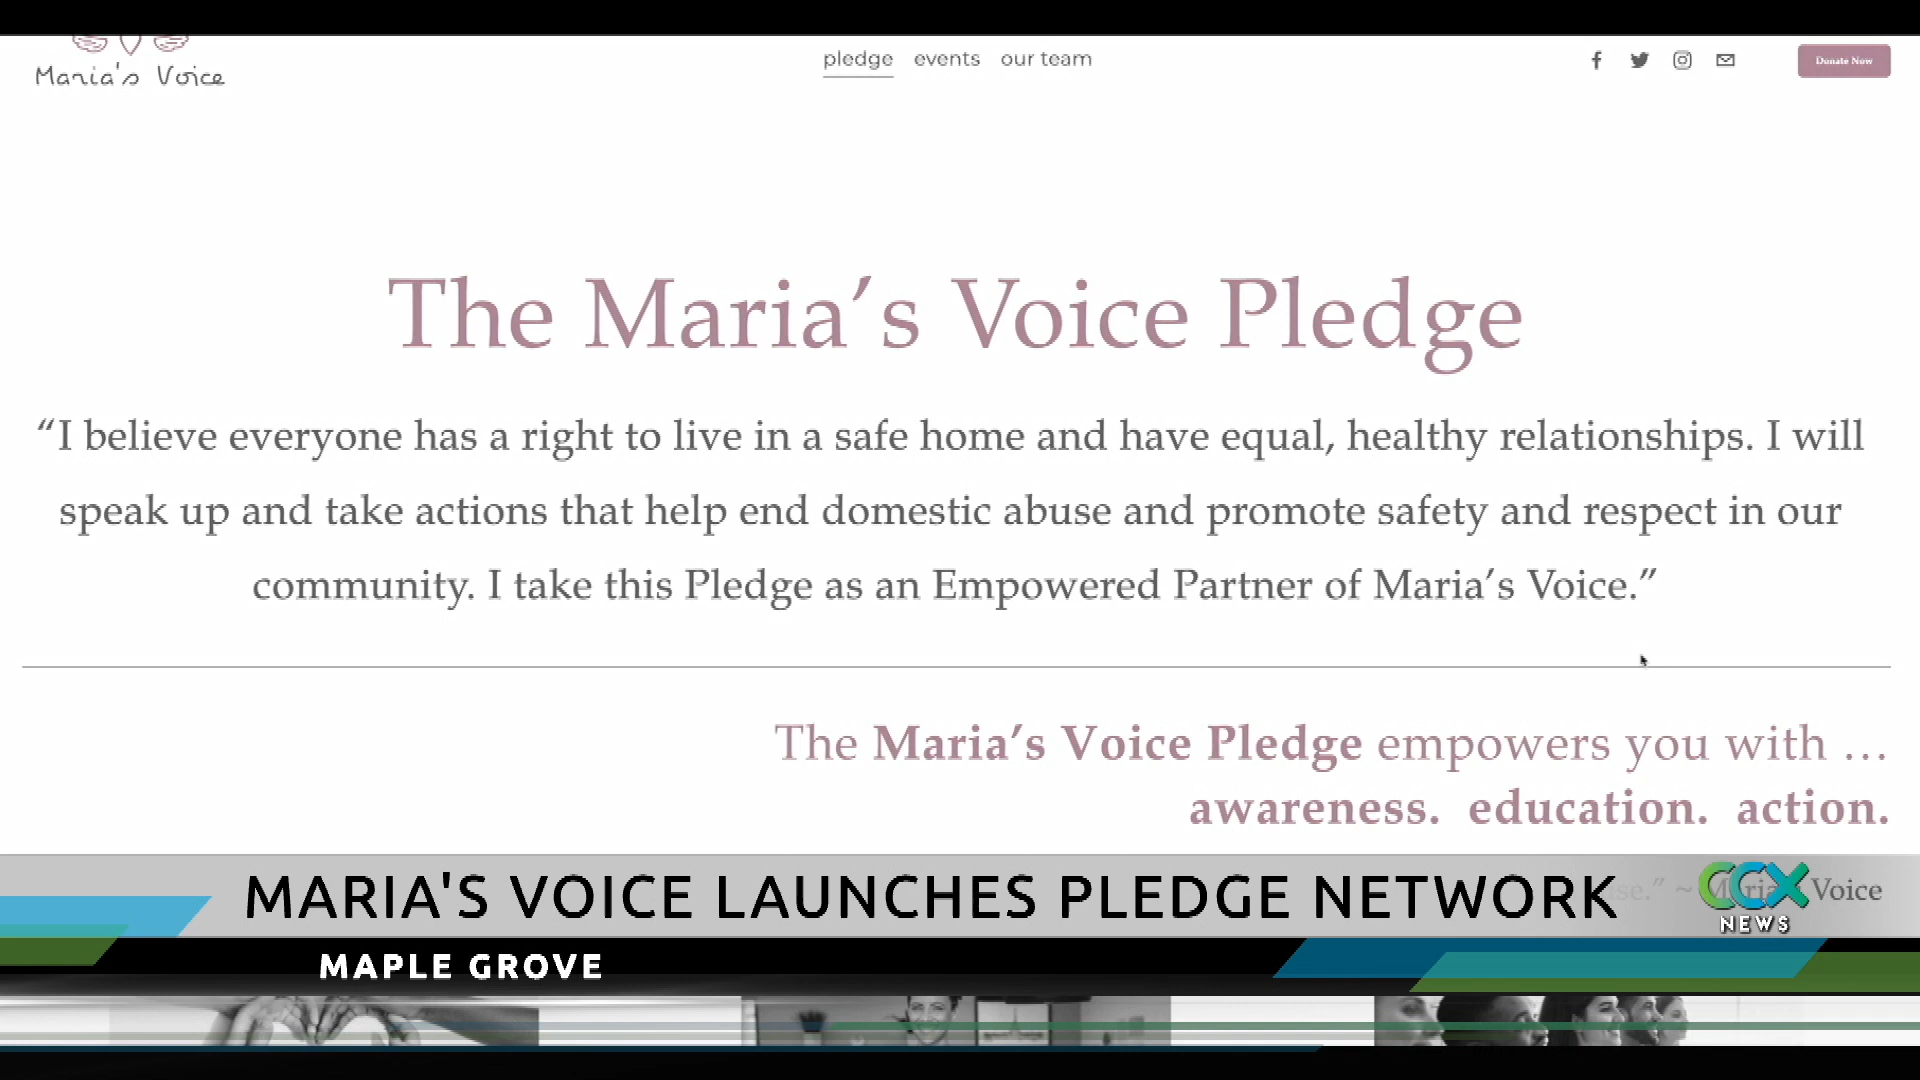 Maria's Voice
pledge events our team
Donate Now
The Maria’s Voice Pledge
“I believe everyone has a right to live in a safe home and have equal, healthy relationships. I will
speak up and take actions that help end domestic abuse and promote safety and respect in our
community. I take this Pledge as an Empowered Partner of Maria’s Voice.”
The Maria’s Voice Pledge empowers you with …
awareness. education. action.
MARIA'S VOICE LAUNCHES PLEDGE NETWORK
Voice
CCX
NEWS
MAPLE GROVE